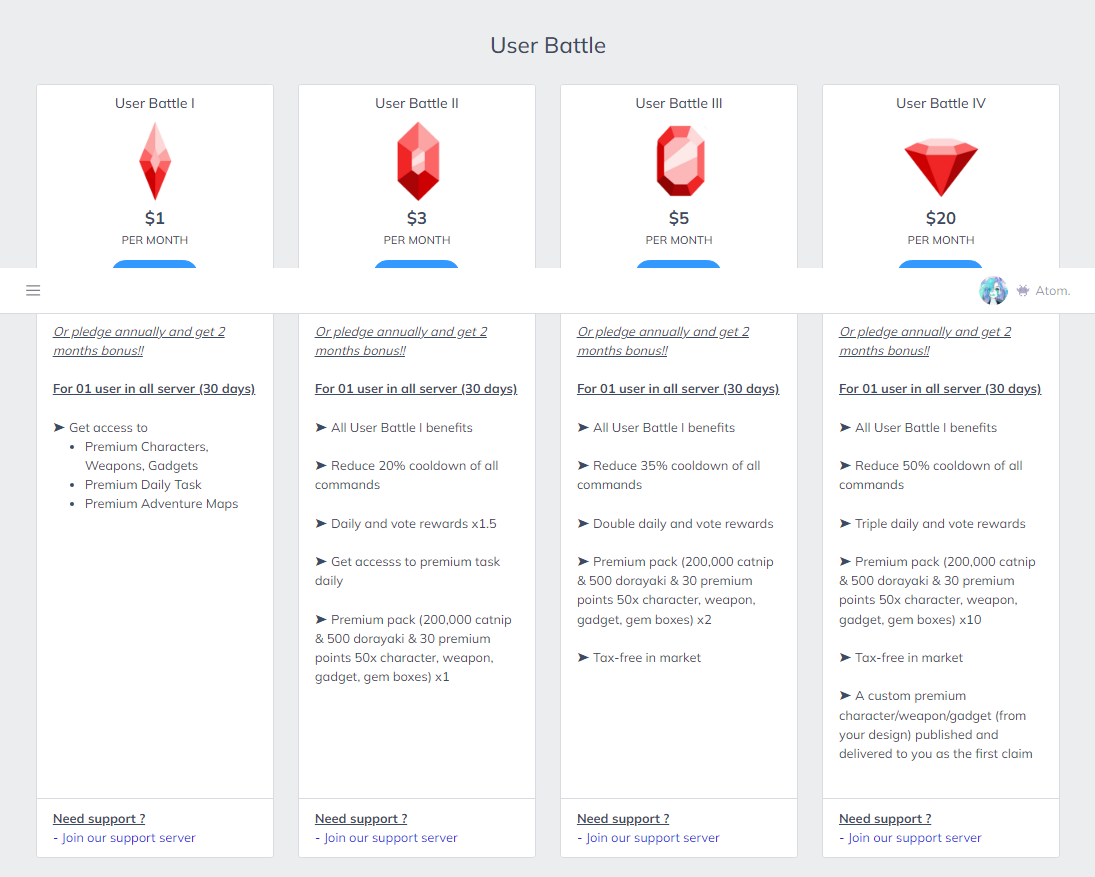 User Battle
User Battle I
$1
PER MONTH
User Battle II
$3
PER MONTH
User Battle III
$5
PER MONTH
User Battle IV
$20
PER MONTH
Atom.
Or pledge annually and get 2
months bonus!!
For 01 user in all server (30 days)
➤ Get access to
• Premium Characters,
Weapons, Gadgets
• Premium Daily Task
• Premium Adventure Maps
Need support ?
- Join our support server
Or pledge annually and get 2
months bonus!!
For 01 user in all server (30 days)
➤ All User Battle I benefits
➤ Reduce 20% cooldown of all
commands
➤ Daily and vote rewards x1.5
➤ Get accesss to premium task
daily
➤ Premium pack (200,000 catnip
& 500 dorayaki & 30 premium
points 50x character, weapon,
gadget, gem boxes) x1
Need support ?
- Join our support server
Or pledge annually and get 2
months bonus!!
For 01 user in all server (30 days)
➤ All User Battle I benefits
➤ Reduce 35% cooldown of all
commands
➤ Double daily and vote rewards
➤ Premium pack (200,000 catnip
& 500 dorayaki & 30 premium
points 50x character, weapon,
gadget, gem boxes) x2
➤ Tax-free in market
Need support ?
- Join our support server
Or pledge annually and get 2
months bonus!!
For 01 user in all server (30 days)
➤ All User Battle I benefits
➤ Reduce 50% cooldown of all
commands
➤ Triple daily and vote rewards
➤ Premium pack (200,000 catnip
& 500 dorayaki & 30 premium
points 50x character, weapon,
gadget, gem boxes) x10
➤ Tax-free in market
➤ A custom premium
character/weapon/gadget (from
your design) published and
delivered to you as the first claim
Need support ?
- Join our support server